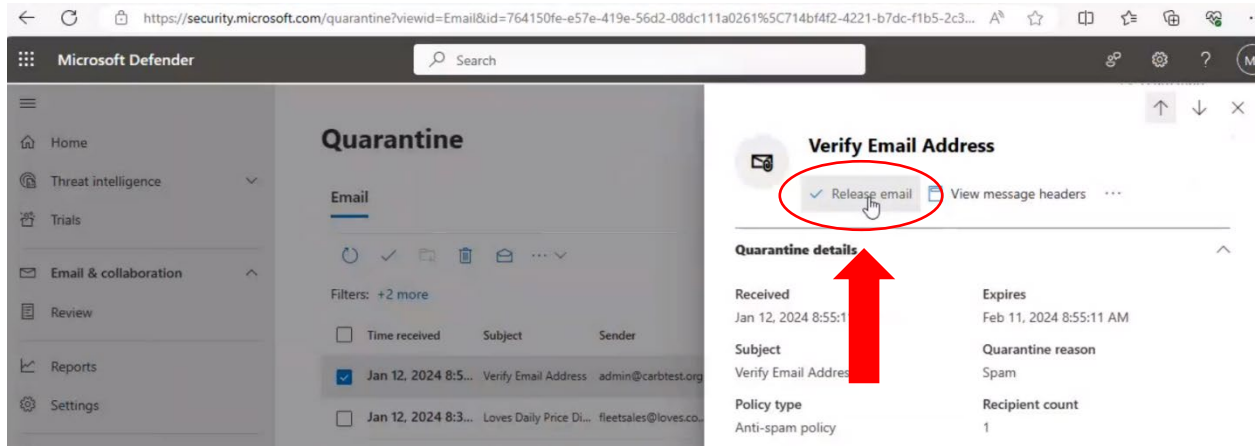 https://security.microsoft.com/quarantine?viewid=Email&id=764150fe-e57e-419e-56d2-08dc111a0261%5C714bf4f2-4221-b7dc-f1b5-2c3...
Microsoft Defender
Search
?
M
Home
Threat intelligence
Trials
Email & collaboration
Review
Reports
Settings
Quarantine
Email
Filters: +2 more
Time received Subject Sender
Jan 12, 2024 8:5... Verify Email Address admin@carbtest.org
Jan 12, 2024 8:3... Loves Daily Price Di... fleetsales@loves.co...
Verify Email Address
Release email View message headers ...
Quarantine details
Received Expires
Jan 12, 2024 8:55:1 Feb 11, 2024 8:55:11 AM
Subject Quarantine reason
Verify Email Addres Spam
Policy type Recipient count
Anti-spam policy 1